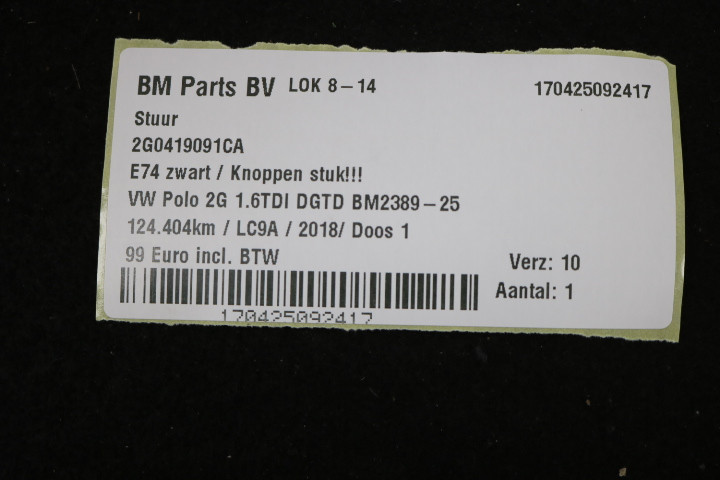 BM Parts BV LOK 8-14 170425092417
Stuur
2G0419091CA
E74 zwart / Knoppen stuk!!!
VW Polo 2G 1.6TDI DGTD BM2389-25
124.404km / LC9A / 2018/ Doos 1
99 Euro incl. BTW
Verz: 10
Aantal: 1
170425092417